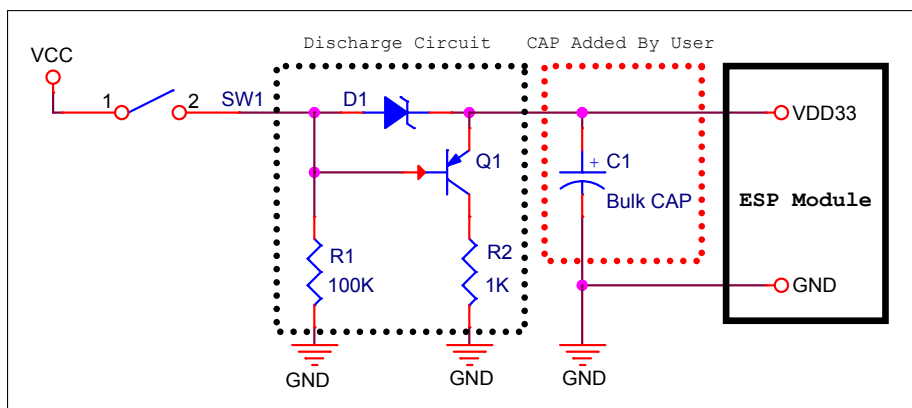 Discharge Circuit
CAP Added By User
VCC
1
2
SW1
D1
VDD33
Q1
+ C1
Bulk CAP
ESP Module
R1
100K
R2
1K
GND
GND
GND
GND